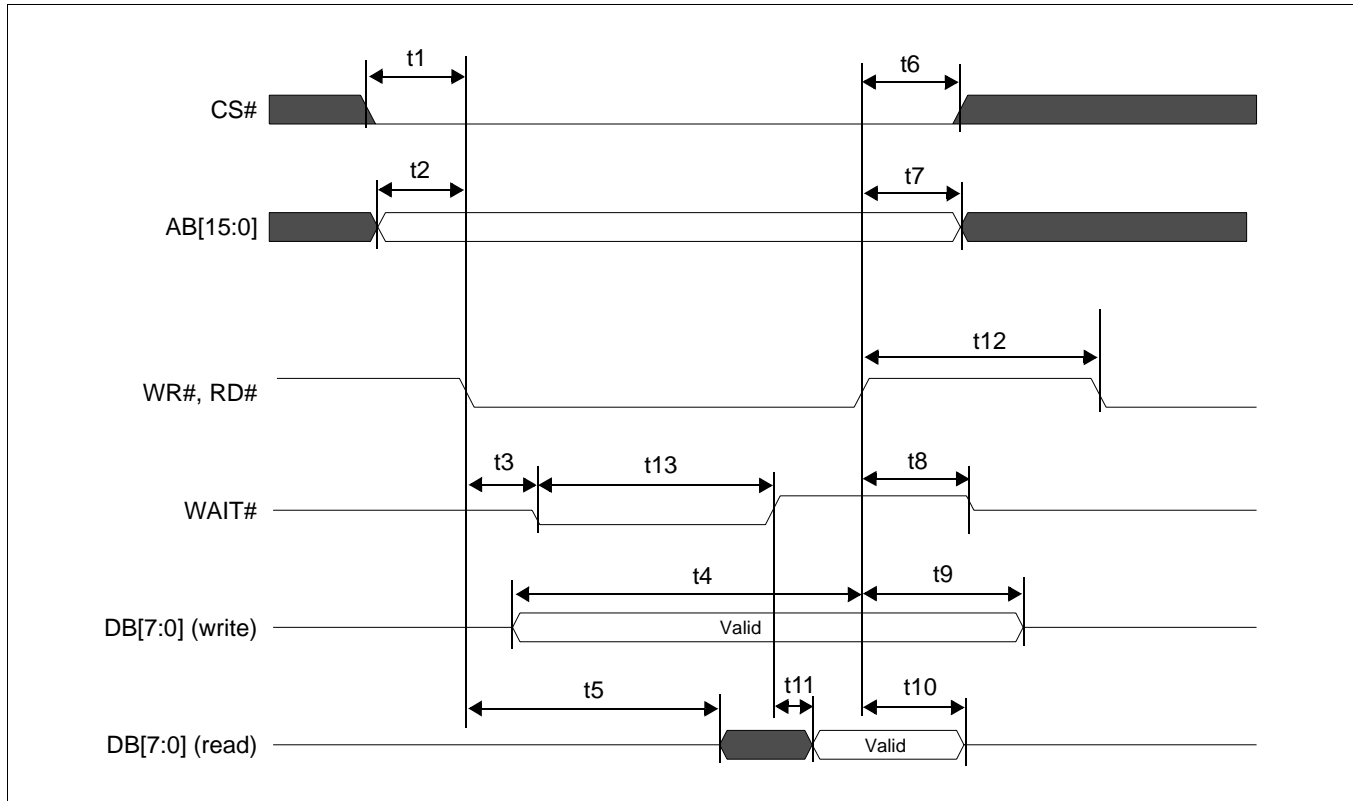 t1
t6
CS#
t2
t7
AB[15:0]
t12
WR#, RD#
t3
t13
t8
WAIT#
t4
t9
DB[7:0] (write)
Valid
t5
t11
t10
DB[7:0] (read)
Valid